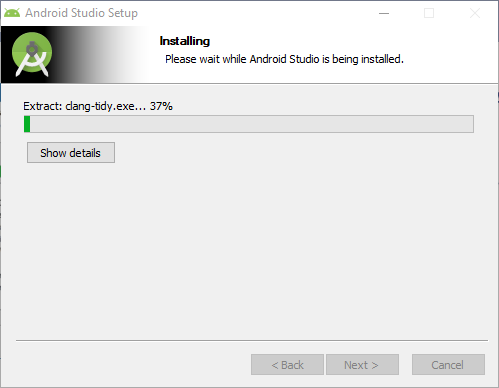 Android Studio Setup
Installing
Please wait while Android Studio is being installed.
Extract: clang-tidy.exe... 37%
Show details
< Back
Next >
Cancel